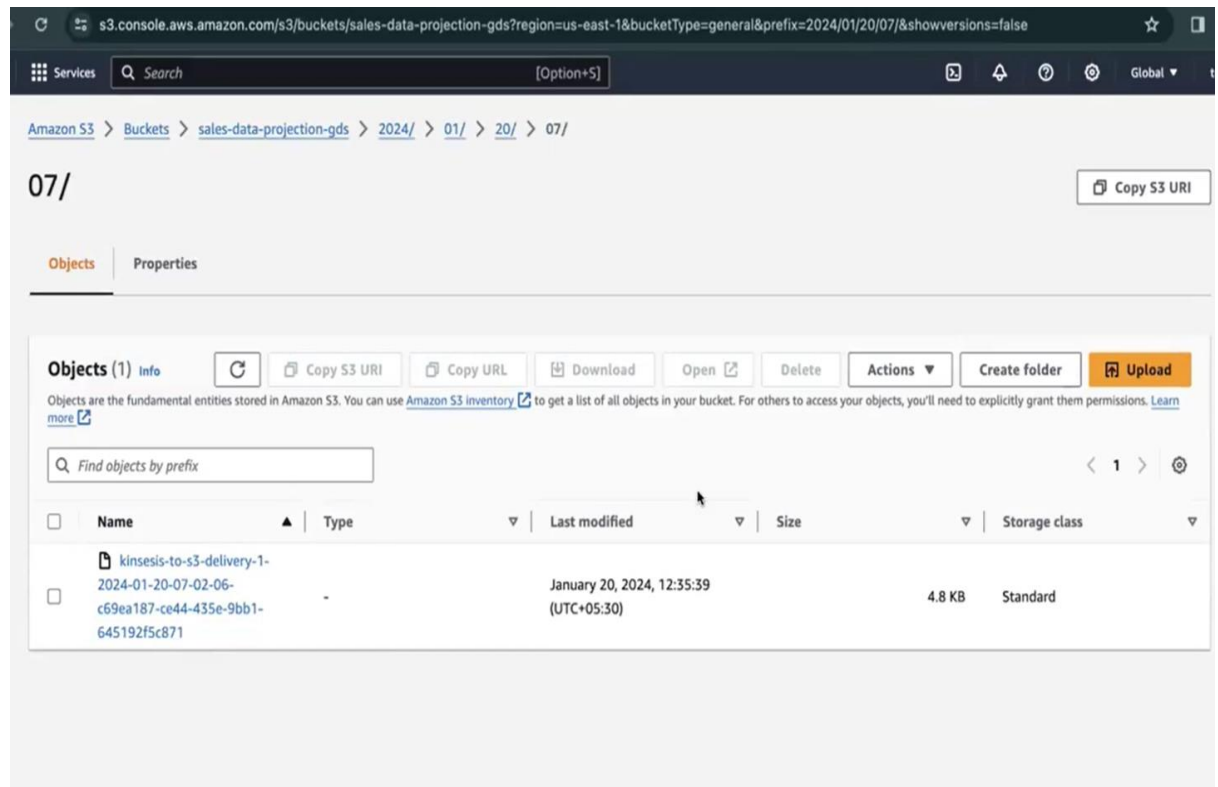 s3.console.aws.amazon.com/s3/buckets/sales-data-projection-gds?region=us-east-1&bucketType=general&prefix=2024/01/20/07/&showversions=false
Services Search [Option+S] Global ▼ t
Amazon S3 > Buckets > sales-data-projection-gds > 2024/ > 01/ > 20/ > 07/
07/
Copy S3 URI
Objects Properties
Objects (1) Info Copy S3 URI Copy URL Download Open Delete Actions ▼ Create folder Upload
Objects are the fundamental entities stored in Amazon S3. You can use Amazon S3 inventory to get a list of all objects in your bucket. For others to access your objects, you'll need to explicitly grant them permissions. Learn
more
Find objects by prefix
< 1 >
Name ▲ Type Last modified Size Storage class
kinsesis-to-s3-delivery-1-
2024-01-20-07-02-06-
c69ea187-ce44-435e-9bb1-
645192f5c871
-
January 20, 2024, 12:35:39
(UTC+05:30)
4.8 KB
Standard